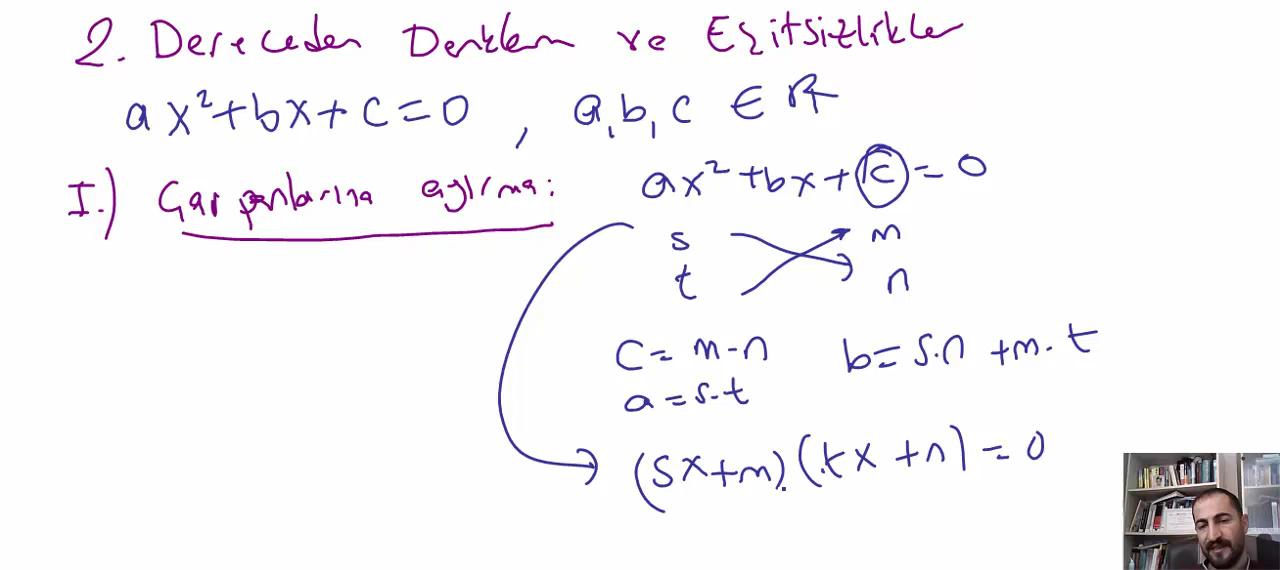 2. Dereceden Denklem ve Eşitsizlikler
ax²+bx+c=0 , a,b,c ∈ R
I.) Çarpanlarına ayırma: ax²+bx+c=0
s m
t n
c= m·n b= s·n +m·t
a=s·t
(sx+m).(tx+n)=0